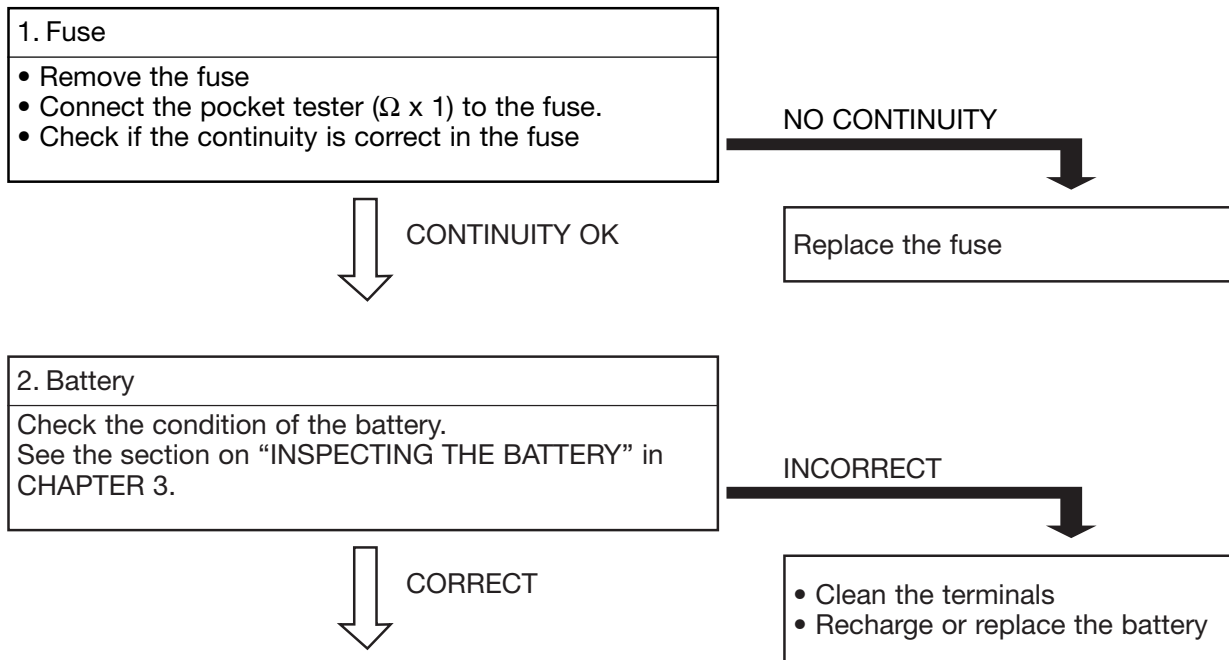 1. Fuse
• Remove the fuse
• Connect the pocket tester (Ω x 1) to the fuse.
• Check if the continuity is correct in the fuse
NO CONTINUITY
Replace the fuse
CONTINUITY OK
2. Battery
Check the condition of the battery.
See the section on “INSPECTING THE BATTERY” in
CHAPTER 3.
INCORRECT
• Clean the terminals
• Recharge or replace the battery
CORRECT